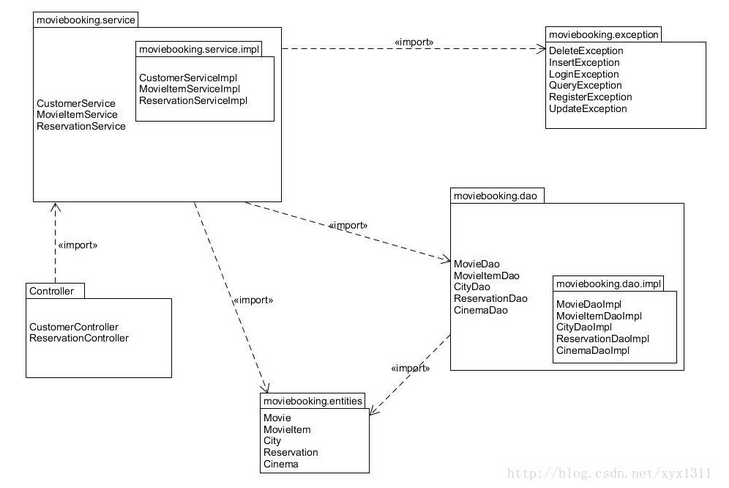 moviebooking.service
moviebooking.service.impl
CustomerServiceImpl
MovieItemServiceImpl
ReservationServiceImpl
CustomerService
MovieItemService
ReservationService
«import»
moviebooking.exception
DeleteException
InsertException
LoginException
QueryException
RegisterException
UpdateException
«import»
moviebooking.dao
MovieDao
MovieItemDao
CityDao
ReservationDao
CinemaDao
moviebooking.dao.impl
MovieDaoImpl
MovieItemDaoImpl
CityDaoImpl
ReservationDaoImpl
CinemaDaoImpl
«import»
Controller
CustomerController
ReservationController
«import»
«import»
moviebooking.entities
Movie
MovieItem
City
Reservation
Cinema
http://blog.csdn.net/xyx1311